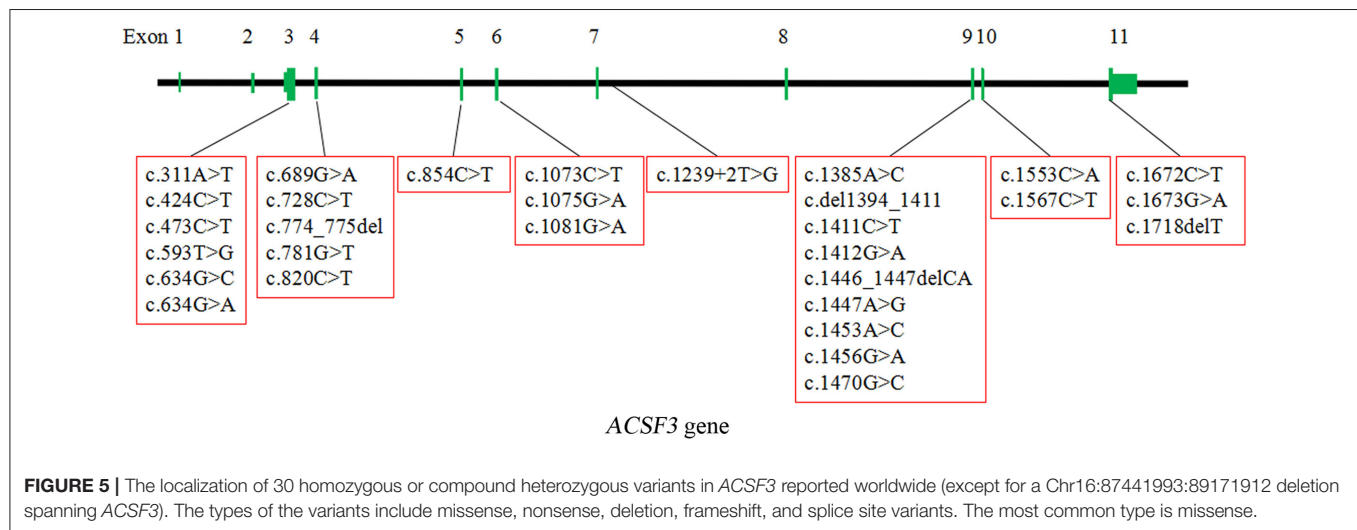 Exon 1 2 3 4 5 6 7 8 9 10 11
c.311A>T
c.424C>T
c.473C>T
c.593T>G
c.634G>C
c.634G>A
c.689G>A
c.728C>T
c.774_775del
c.781G>T
c.820C>T
c.854C>T
c.1073C>T
c.1075G>A
c.1081G>A
c.1239+2T>G
c.1385A>C
c.del1394_1411
c.1411C>T
c.1412G>A
c.1446_1447delCA
c.1447A>G
c.1453A>C
c.1456G>A
c.1470G>C
c.1553C>A
c.1567C>T
c.1672C>T
c.1673G>A
c.1718delT
ACSF3 gene
FIGURE 5 | The localization of 30 homozygous or compound heterozygous variants in ACSF3 reported worldwide (except for a Chr16:87441993:89171912 deletion
spanning ACSF3). The types of the variants include missense, nonsense, deletion, frameshift, and splice site variants. The most common type is missense.